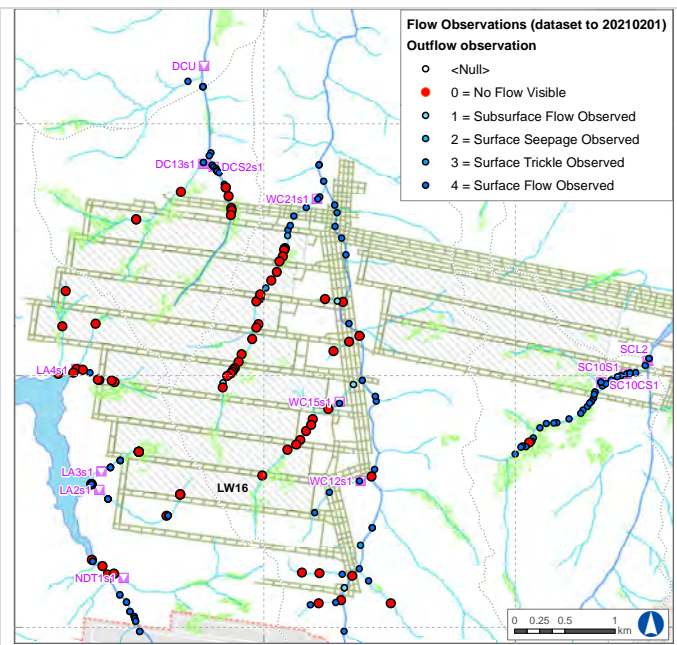 Flow Observations (dataset to 20210201)
Outflow observation
<Null>
0 = No Flow Visible
1 = Subsurface Flow Observed
2 = Surface Seepage Observed
3 = Surface Trickle Observed
4 = Surface Flow Observed
DCU
DC13s1
DCS2s1
WC21s1
SCL2
LA4s1
SC10S1
SC10CS1
WC15s1
LA3s1
WC12s1
LA2s1
LW16
NDT1s1
0 0.25 0.5 1
km